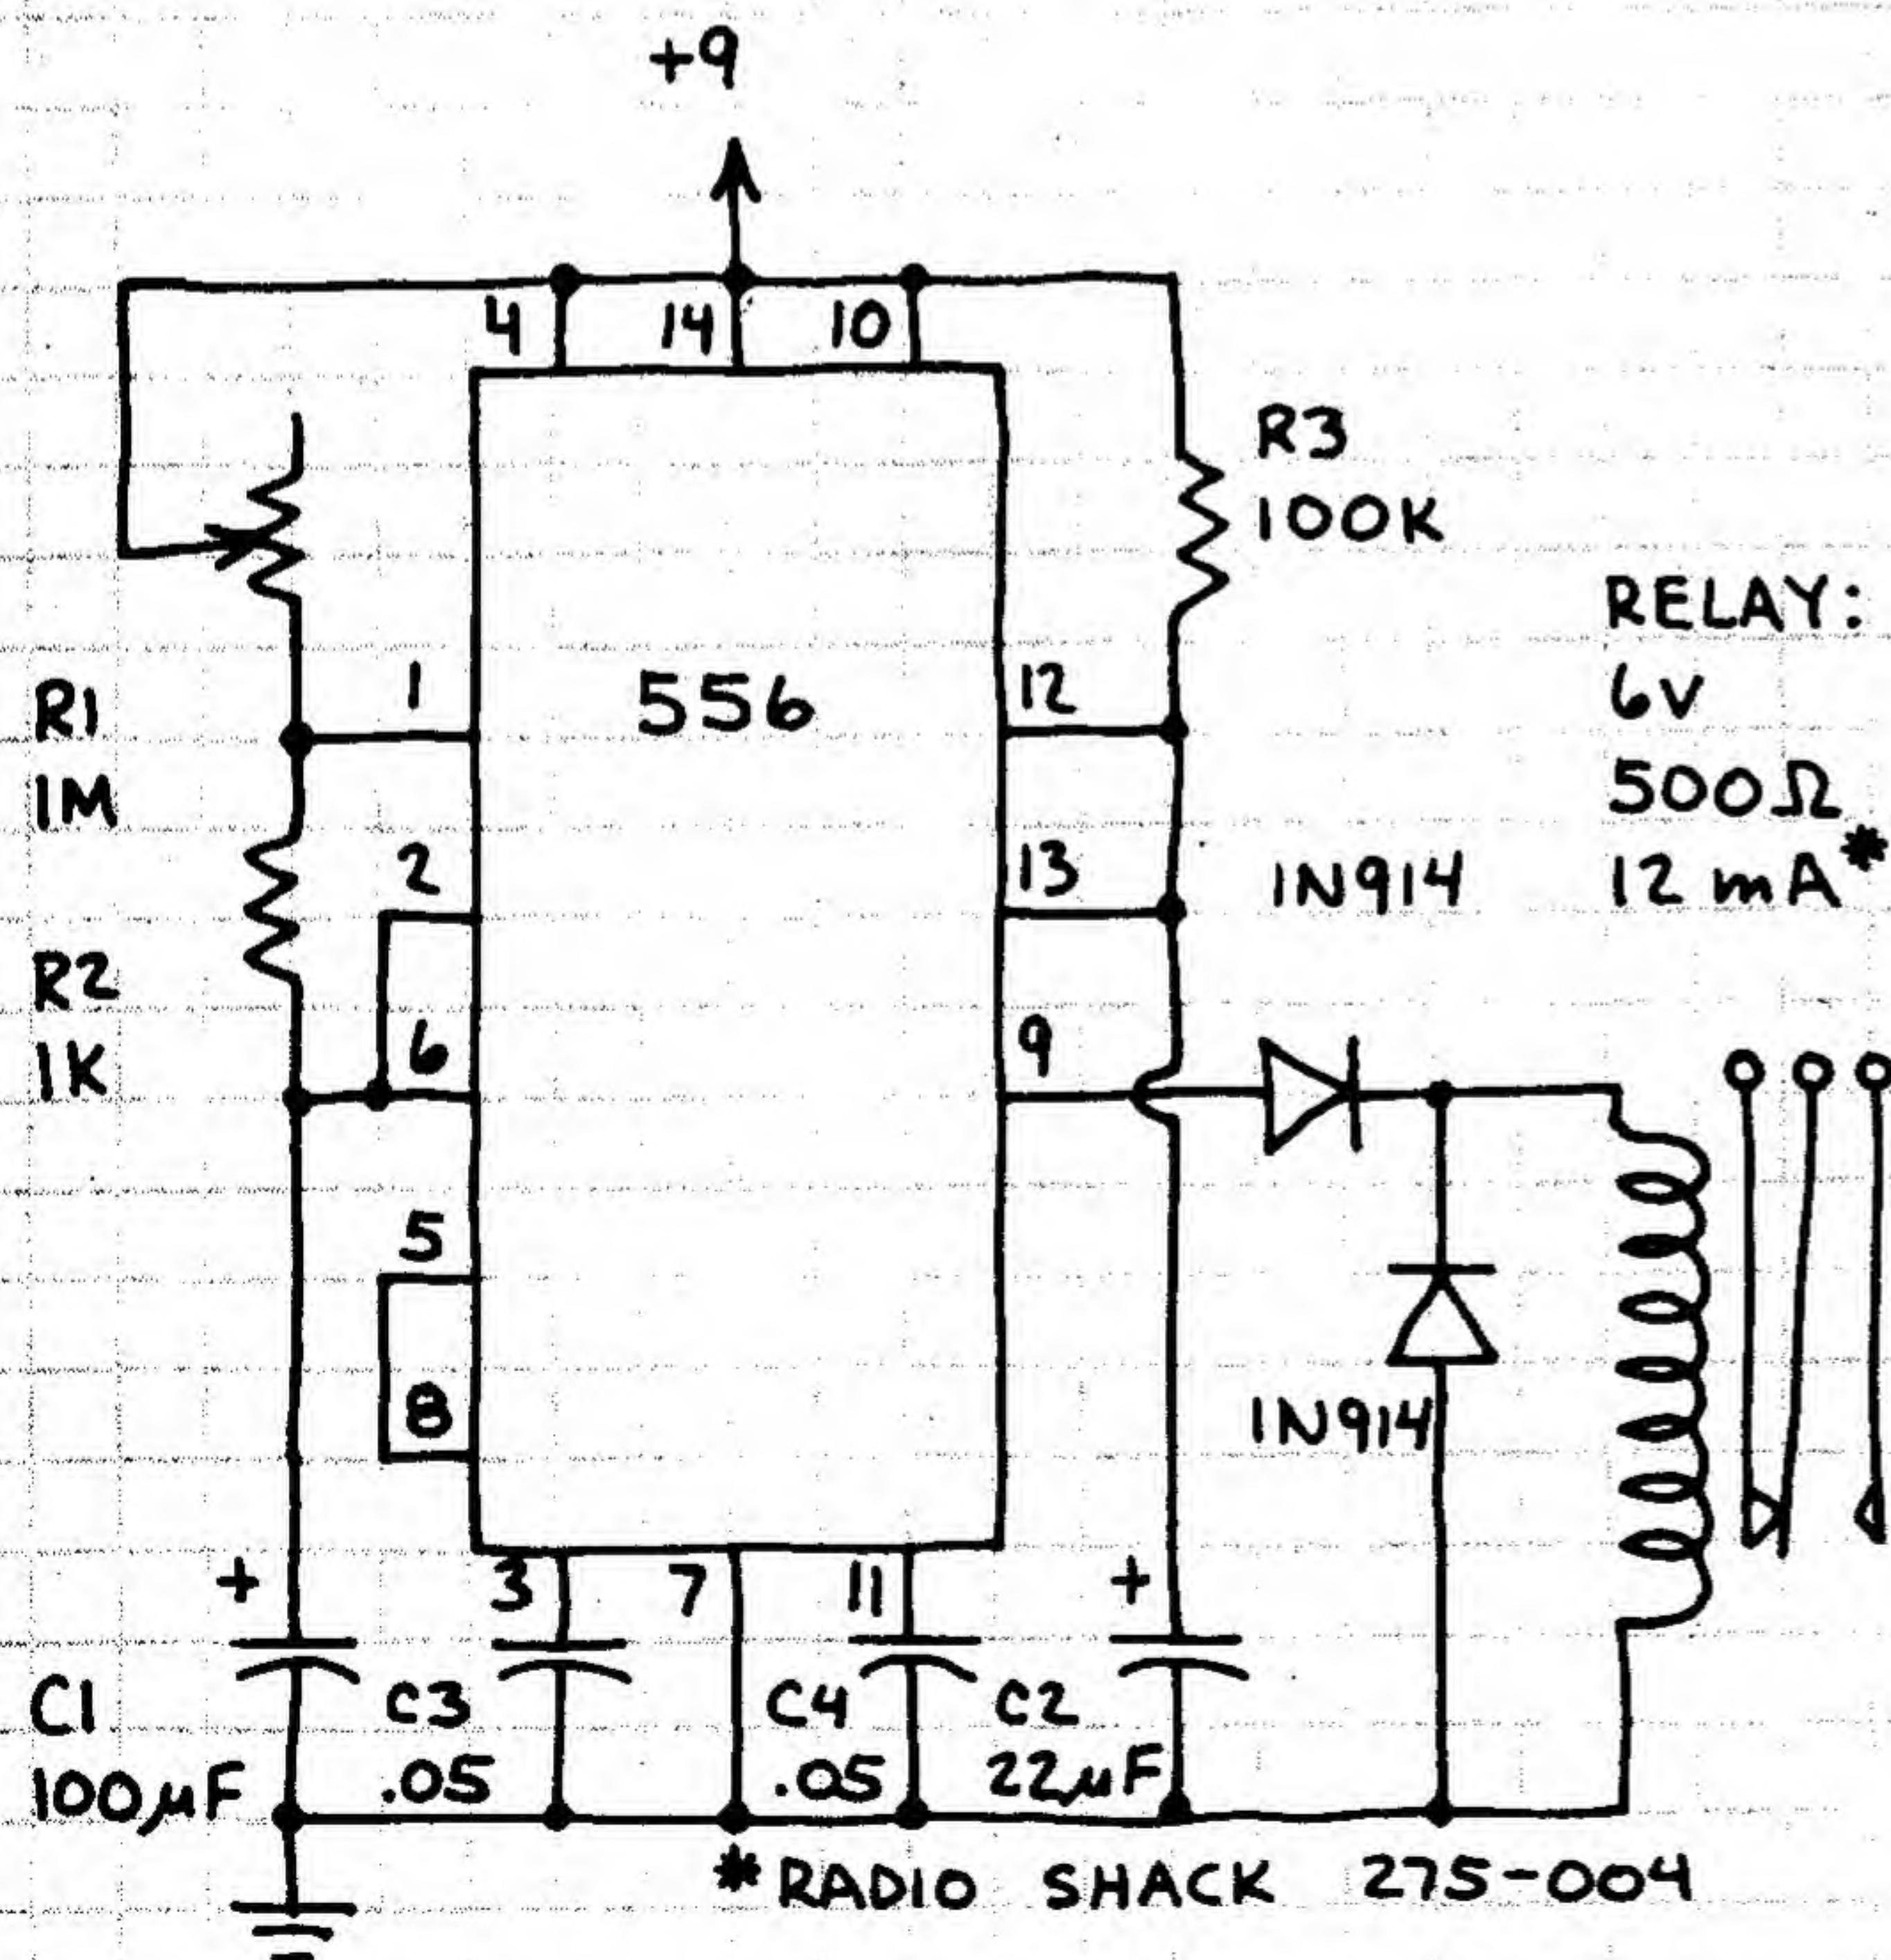 +9
4
14
10
R3
100K
RELAY:
6V
500Ω
12 mA*
R1
1M
1
556
12
2
13
1N914
R2
1K
6
9
5
8
1N914
+
3
7
11
+
C1
100µF
C3
.05
C4
.05
C2
22µF
*RADIO SHACK 275-004